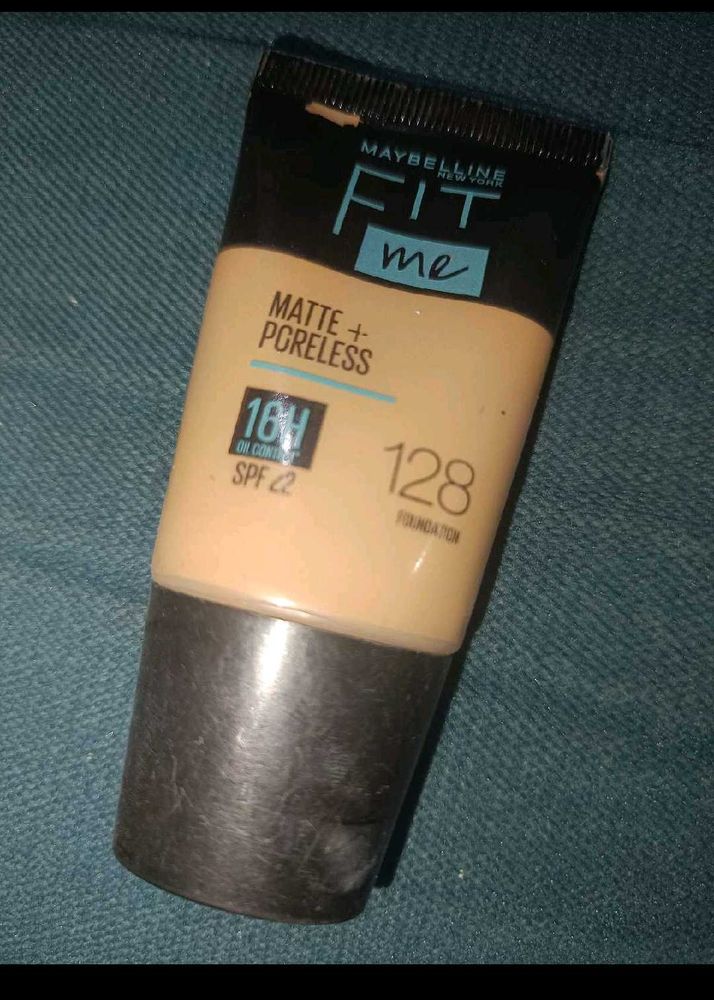 MAYBELLINE
NEW YORK
FIT
me
MATTE +
PORELESS
16H
OIL CONTROL*
SPF 22
128
FOUNDATION